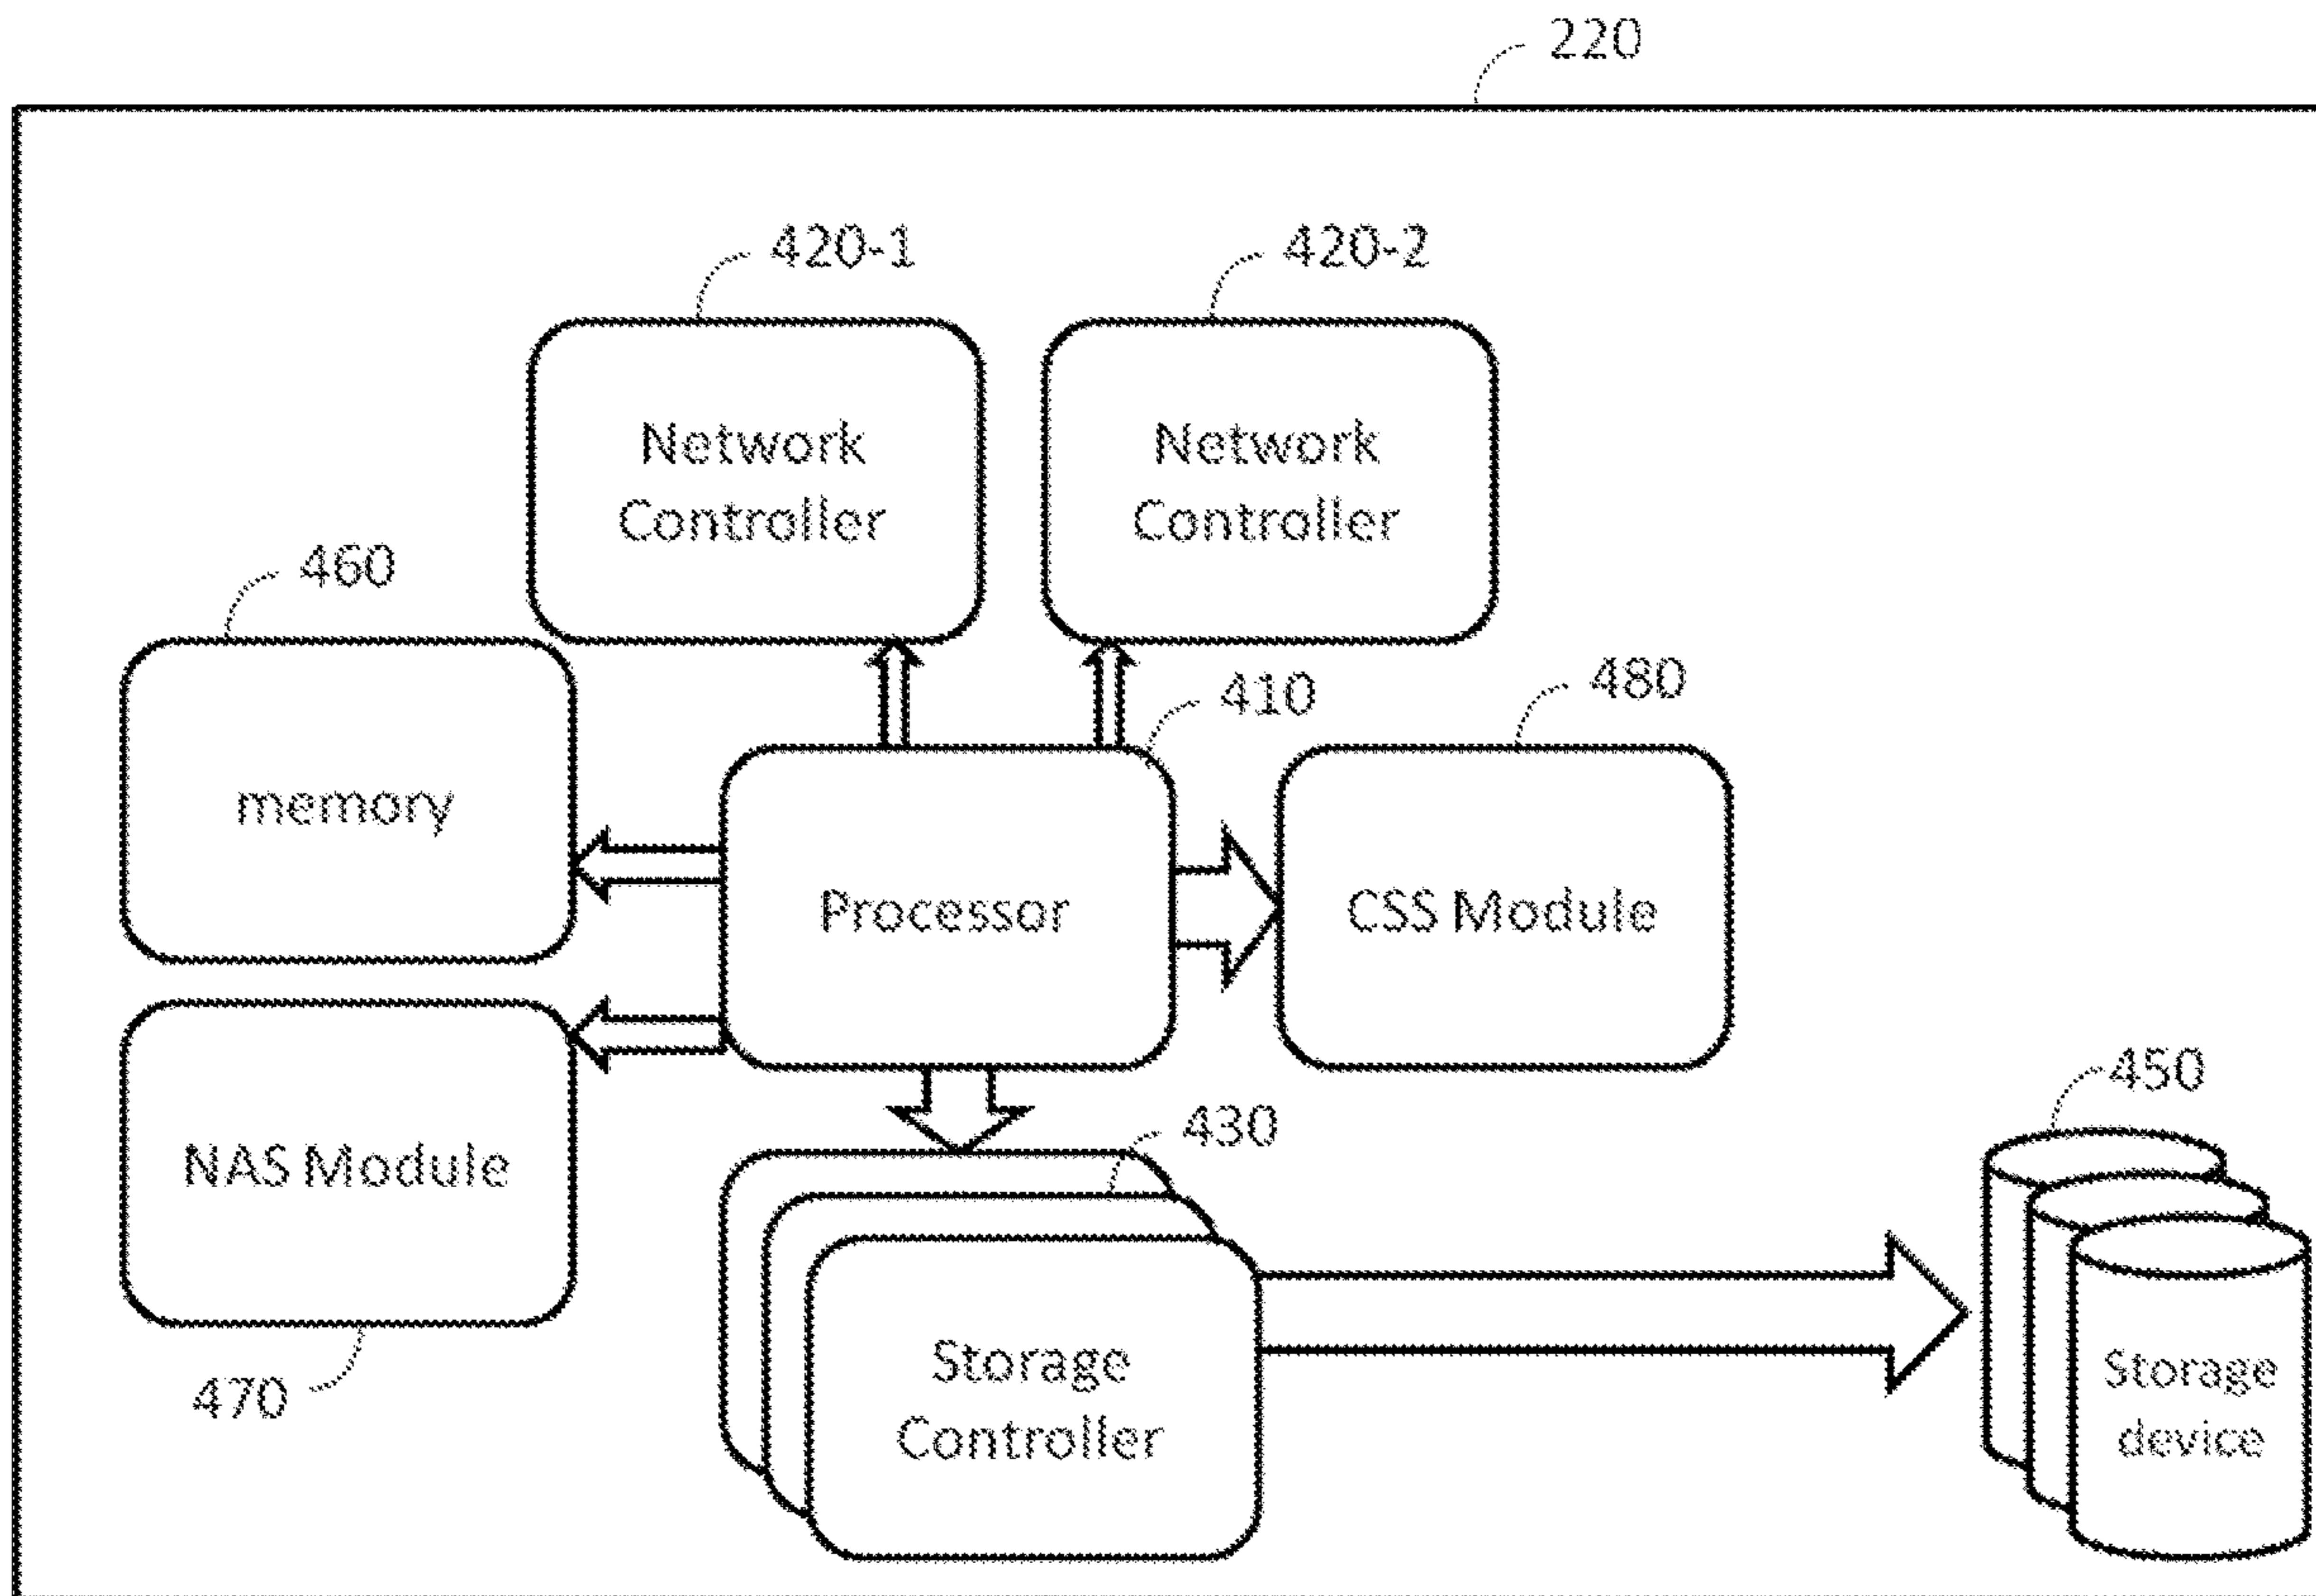 220
420-1
420-2
Network
Controller
Network
Controller
460
410
480
memory
Processor
CSS Module
450
430
NAS Module
470
Storage
Controller
Storage
device